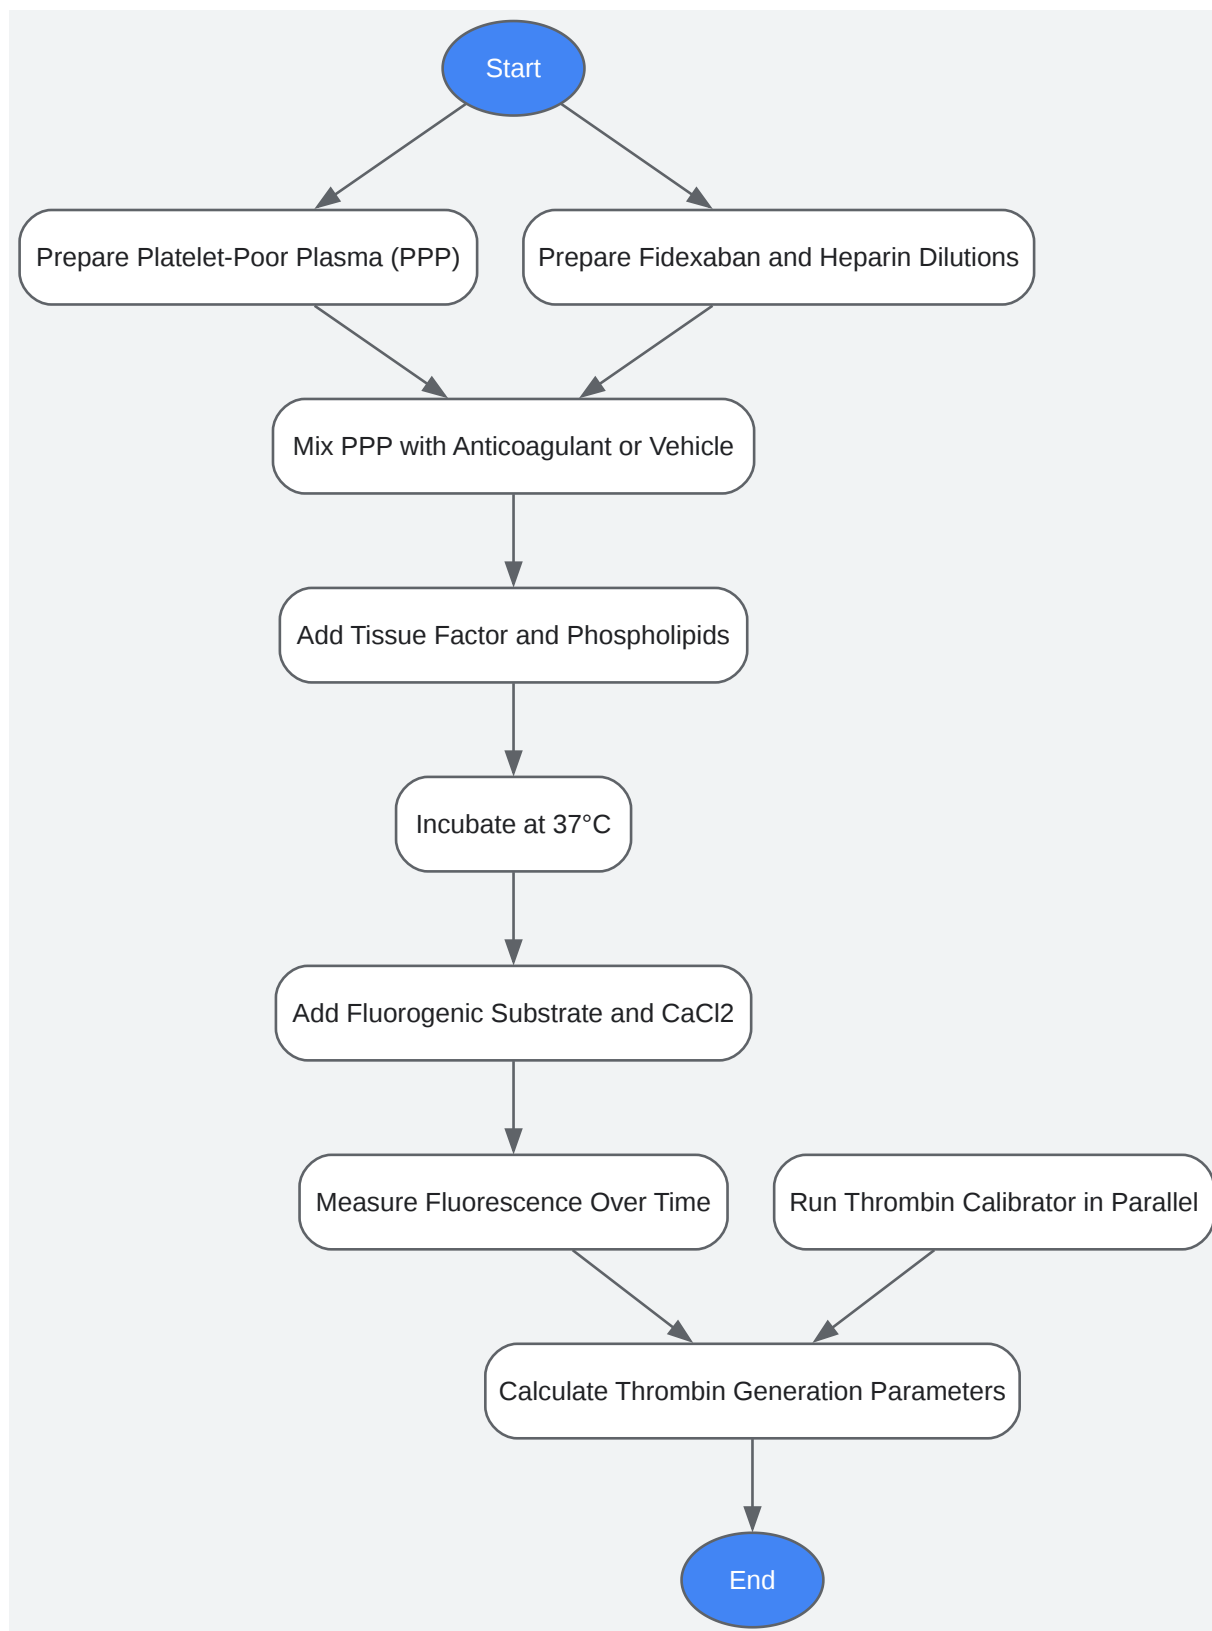 Start
Prepare Platelet-Poor Plasma (PPP)
Prepare Fidexaban and Heparin Dilutions
Mix PPP with Anticoagulant or Vehicle
Add Tissue Factor and Phospholipids
Incubate at 37°C
Add Fluorogenic Substrate and CaCl2
Measure Fluorescence Over Time
Run Thrombin Calibrator in Parallel
Calculate Thrombin Generation Parameters
End